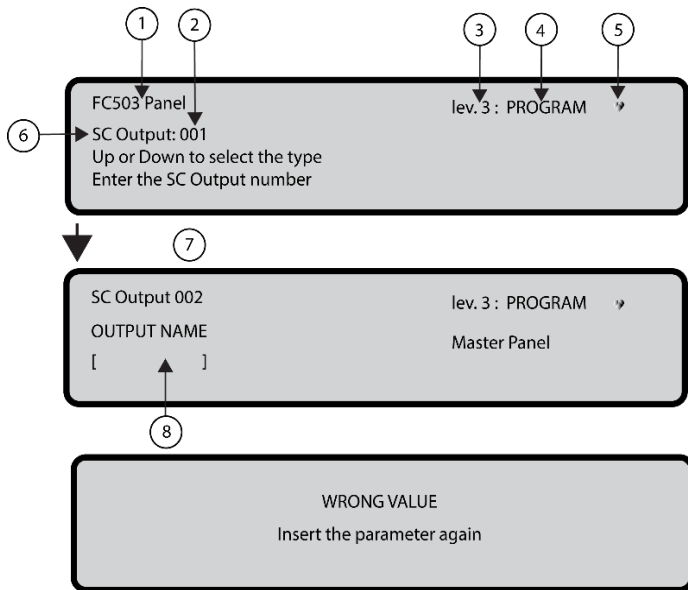 1 2 3 4 5
FC503 Panel lev. 3 : PROGRAM
6 SC Output: 001
Up or Down to select the type
Enter the SC Output number
7
SC Output 002 lev. 3 : PROGRAM
OUTPUT NAME Master Panel
[ ]
8
WRONG VALUE
Insert the parameter again